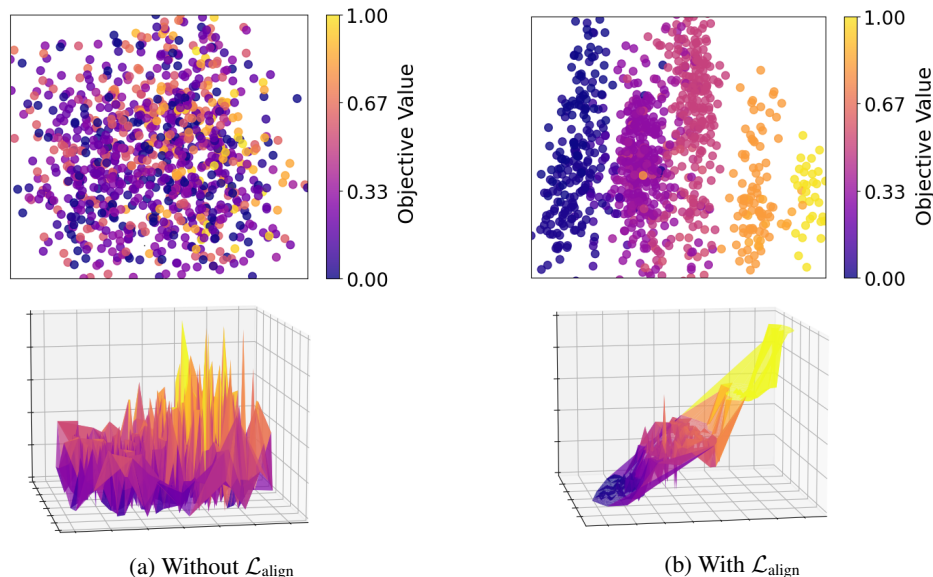 1.00
0.67
0.33
0.00
Objective Value
1.00
0.67
0.33
0.00
Objective Value
(a) Without ℒalign
(b) With ℒalign